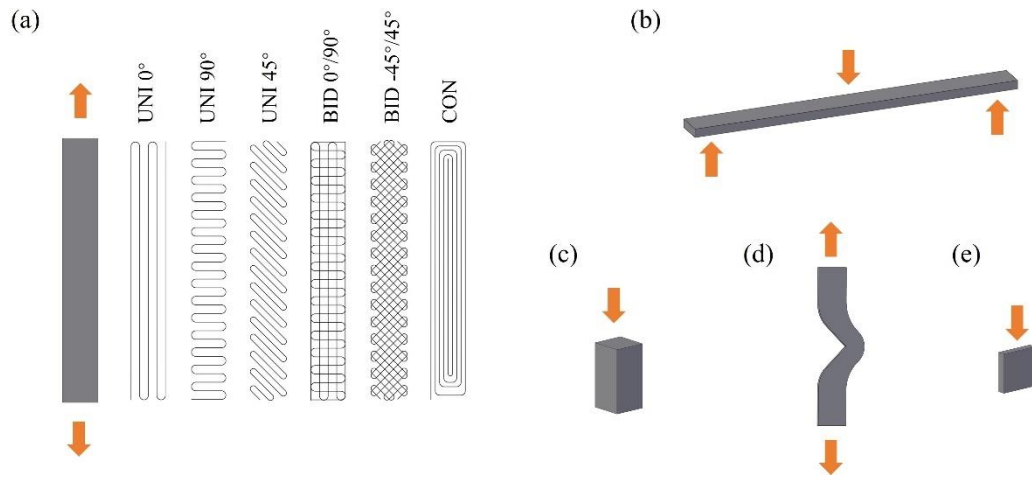 (a)
UNI 0°
UNI 90°
UNI 45°
BID 0°/90°
BID -45°/45°
CON
(b)
(c)
(d)
(e)